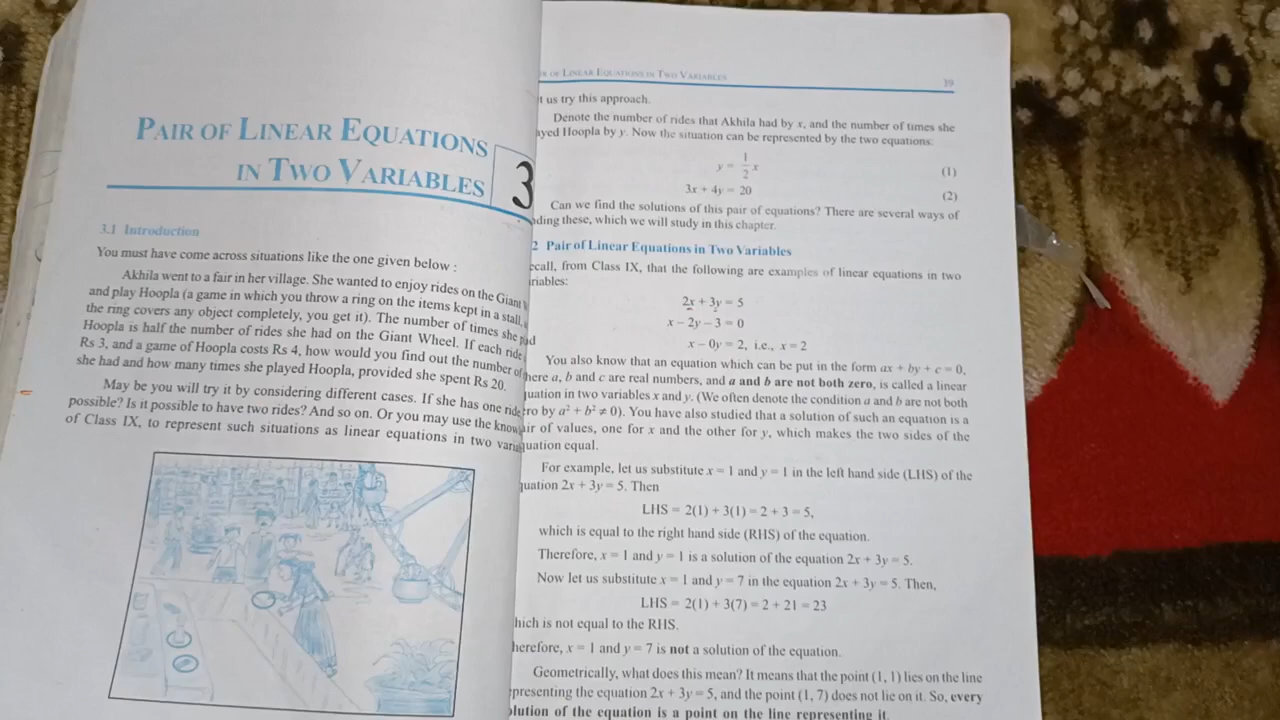 PAIR OF LINEAR EQUATIONS
IN TWO VARIABLES
3
3.1 Introduction
You must have come across situations like the one given below :
Akhila went to a fair in her village. She wanted to enjoy rides on the Giant
and play Hoopla (a game in which you throw a ring on the items kept in a stall,
the ring covers any object completely, you get it). The number of times she
Hoopla is half the number of rides she had on the Giant Wheel. If each ride
Rs 3, and a game of Hoopla costs Rs 4, how would you find out the number of
she had and how many times she played Hoopla, provided she spent Rs 20.
May be you will try it by considering different cases. If she has one ride
possible? Is it possible to have two rides? And so on. Or you may use the
of Class IX, to represent such situations as linear equations in two
OF LINEAR EQUATIONS IN TWO VARIABLES 39
us try this approach.
Denote the number of rides that Akhila had by x, and the number of times she
Hoopla by y. Now the situation can be represented by the two equations:
y = 1/2 x (1)
3x + 4y = 20 (2)
Can we find the solutions of this pair of equations? There are several ways of
these, which we will study in this chapter.
2 Pair of Linear Equations in Two Variables
from Class IX, that the following are examples of linear equations in two
2x + 3y = 5
x – 2y – 3 = 0
x – 0y = 2, i.e., x = 2
You also know that an equation which can be put in the form ax + by + c = 0,
a, b and c are real numbers, and a and b are not both zero, is called a linear
in two variables x and y. (We often denote the condition a and b are not both
by a² + b² ≠ 0). You have also studied that a solution of such an equation is a
of values, one for x and the other for y, which makes the two sides of the
equal.
For example, let us substitute x = 1 and y = 1 in the left hand side (LHS) of the
2x + 3y = 5. Then
LHS = 2(1) + 3(1) = 2 + 3 = 5,
which is equal to the right hand side (RHS) of the equation.
Therefore, x = 1 and y = 1 is a solution of the equation 2x + 3y = 5.
Now let us substitute x = 1 and y = 7 in the equation 2x + 3y = 5. Then,
LHS = 2(1) + 3(7) = 2 + 21 = 23
is not equal to the RHS.
x = 1 and y = 7 is not a solution of the equation.
Geometrically, what does this mean? It means that the point (1, 1) lies on the line
the equation 2x + 3y = 5, and the point (1, 7) does not lie on it. So, every
of the equation is a point on the line representing it.